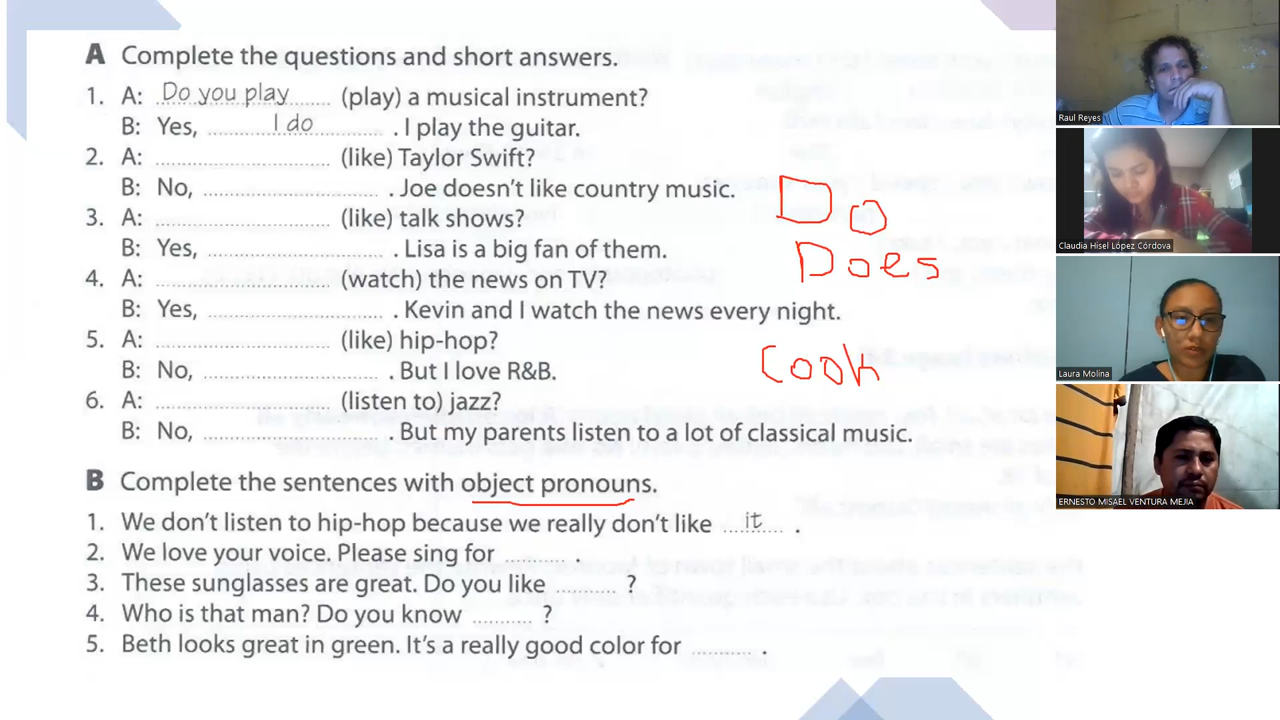 A Complete the questions and short answers.
1. A: Do you play (play) a musical instrument?
B: Yes, I do . I play the guitar.
2. A: (like) Taylor Swift?
B: No, . Joe doesn't like country music.
3. A: (like) talk shows?
B: Yes, . Lisa is a big fan of them.
4. A: (watch) the news on TV?
B: Yes, . Kevin and I watch the news every night.
5. A: (like) hip-hop?
B: No, . But I love R&B.
6. A: (listen to) jazz?
B: No, . But my parents listen to a lot of classical music.
B Complete the sentences with object pronouns.
1. We don't listen to hip-hop because we really don't like it .
2. We love your voice. Please sing for .
3. These sunglasses are great. Do you like ?
4. Who is that man? Do you know ?
5. Beth looks great in green. It's a really good color for .
Do
Does
Cook
Raul Reyes
Claudia Hisel López Córdova
Laura Molina
ERNESTO MISAEL VENTURA MEJIA